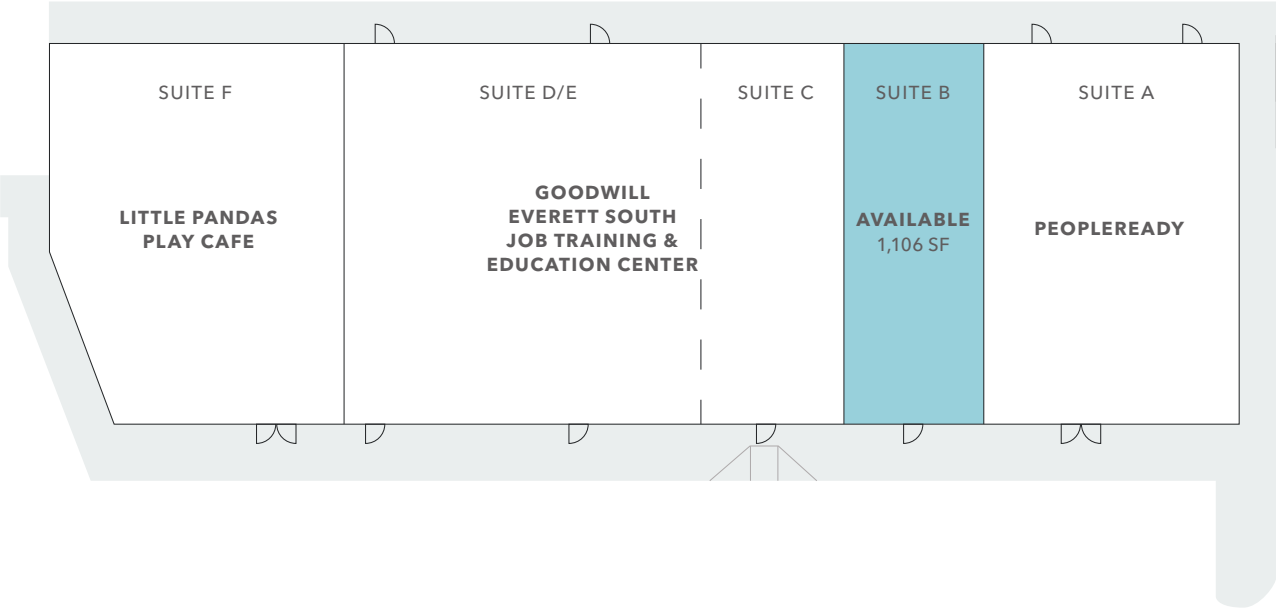 SUITE F
LITTLE PANDAS
PLAY CAFE
SUITE D/E
GOODWILL
EVERETT SOUTH
JOB TRAINING &
EDUCATION CENTER
SUITE C
SUITE B
AVAILABLE
1,106 SF
SUITE A
PEOPLEREADY